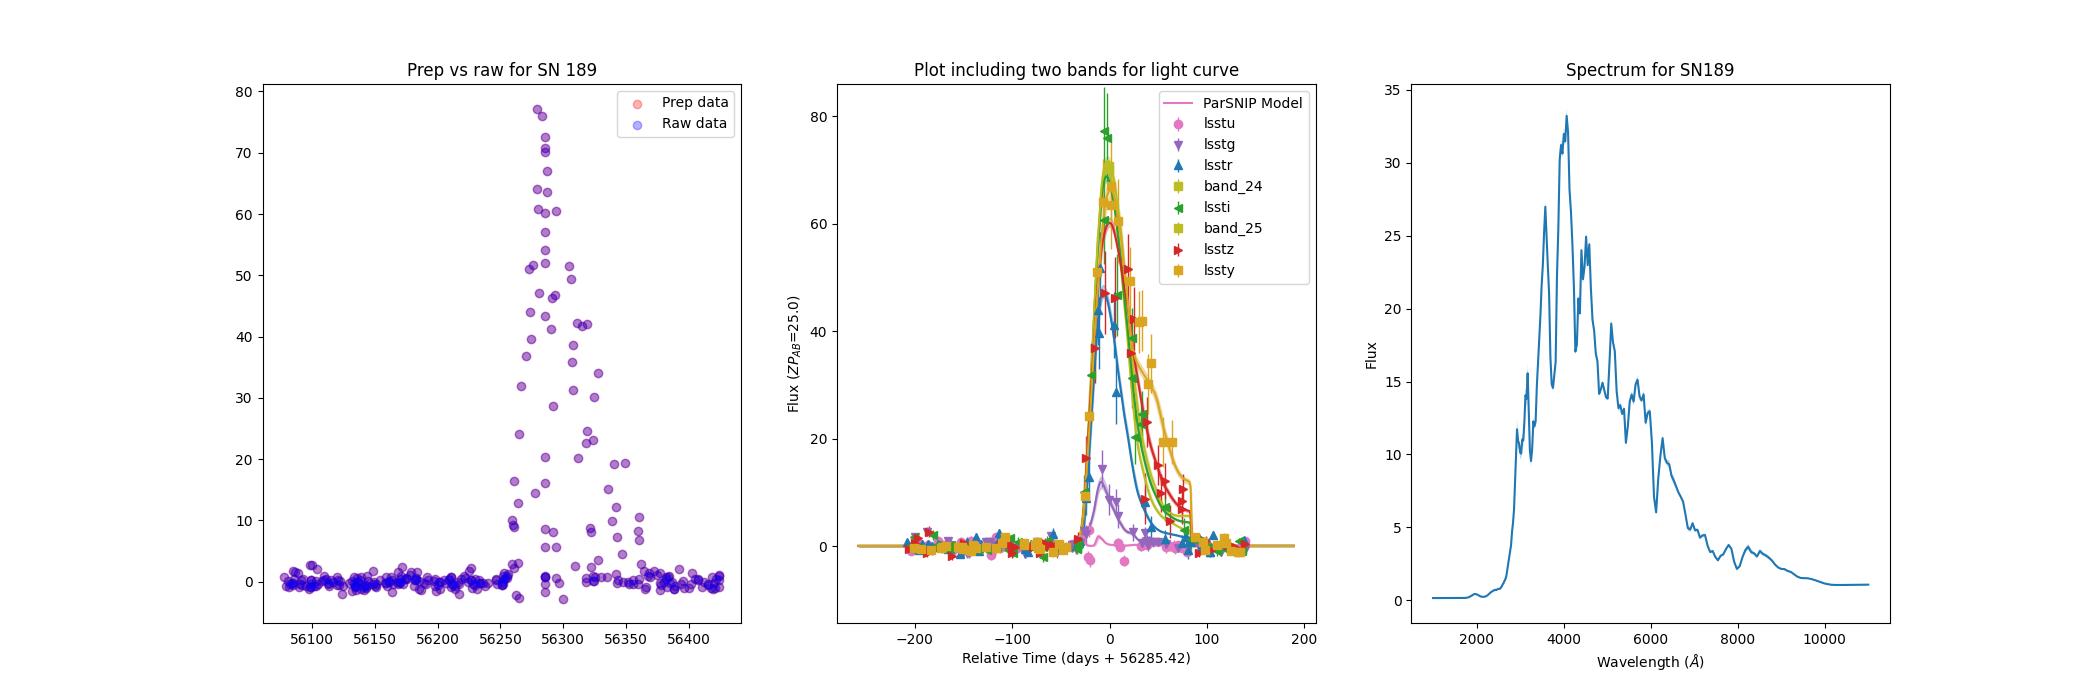 Prep vs raw for SN 189
Prep data
Raw data
80
70
60
50
40
30
20
10
0
56100 56150 56200 56250 56300 56350 56400
Plot including two bands for light curve
ParSNIP Model
lsstu
lsstg
lsstr
band_24
lssti
band_25
lsstz
lssty
Flux (ZP_AB=25.0)
80
60
40
20
0
−200 −100 0 100 200
Relative Time (days + 56285.42)
Spectrum for SN189
Flux
35
30
25
20
15
10
5
0
2000 4000 6000 8000 10000
Wavelength (Å)